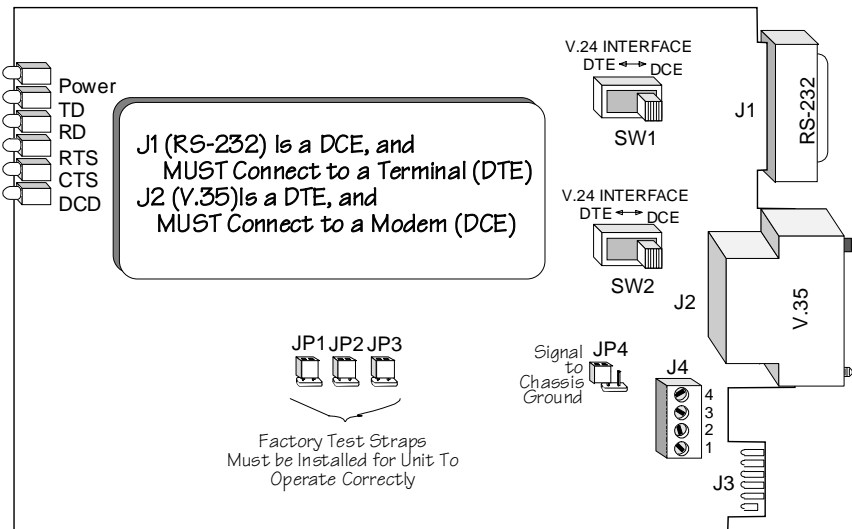 Power
TD
RD
RTS
CTS
DCD
J1 (RS-232) Is a DCE, and
MUST Connect to a Terminal (DTE)
J2 (V.35)Is a DTE, and
MUST Connect to a Modem (DCE)
V.24 INTERFACE
DTE DCE
SW1
J1
RS-232
V.24 INTERFACE
DTE DCE
SW2
J2
V.35
JP1 JP2 JP3
Factory Test Straps
Must be Installed for Unit To
Operate Correctly
Signal
to
Chassis
Ground
JP4
J4
4
3
2
1
J3